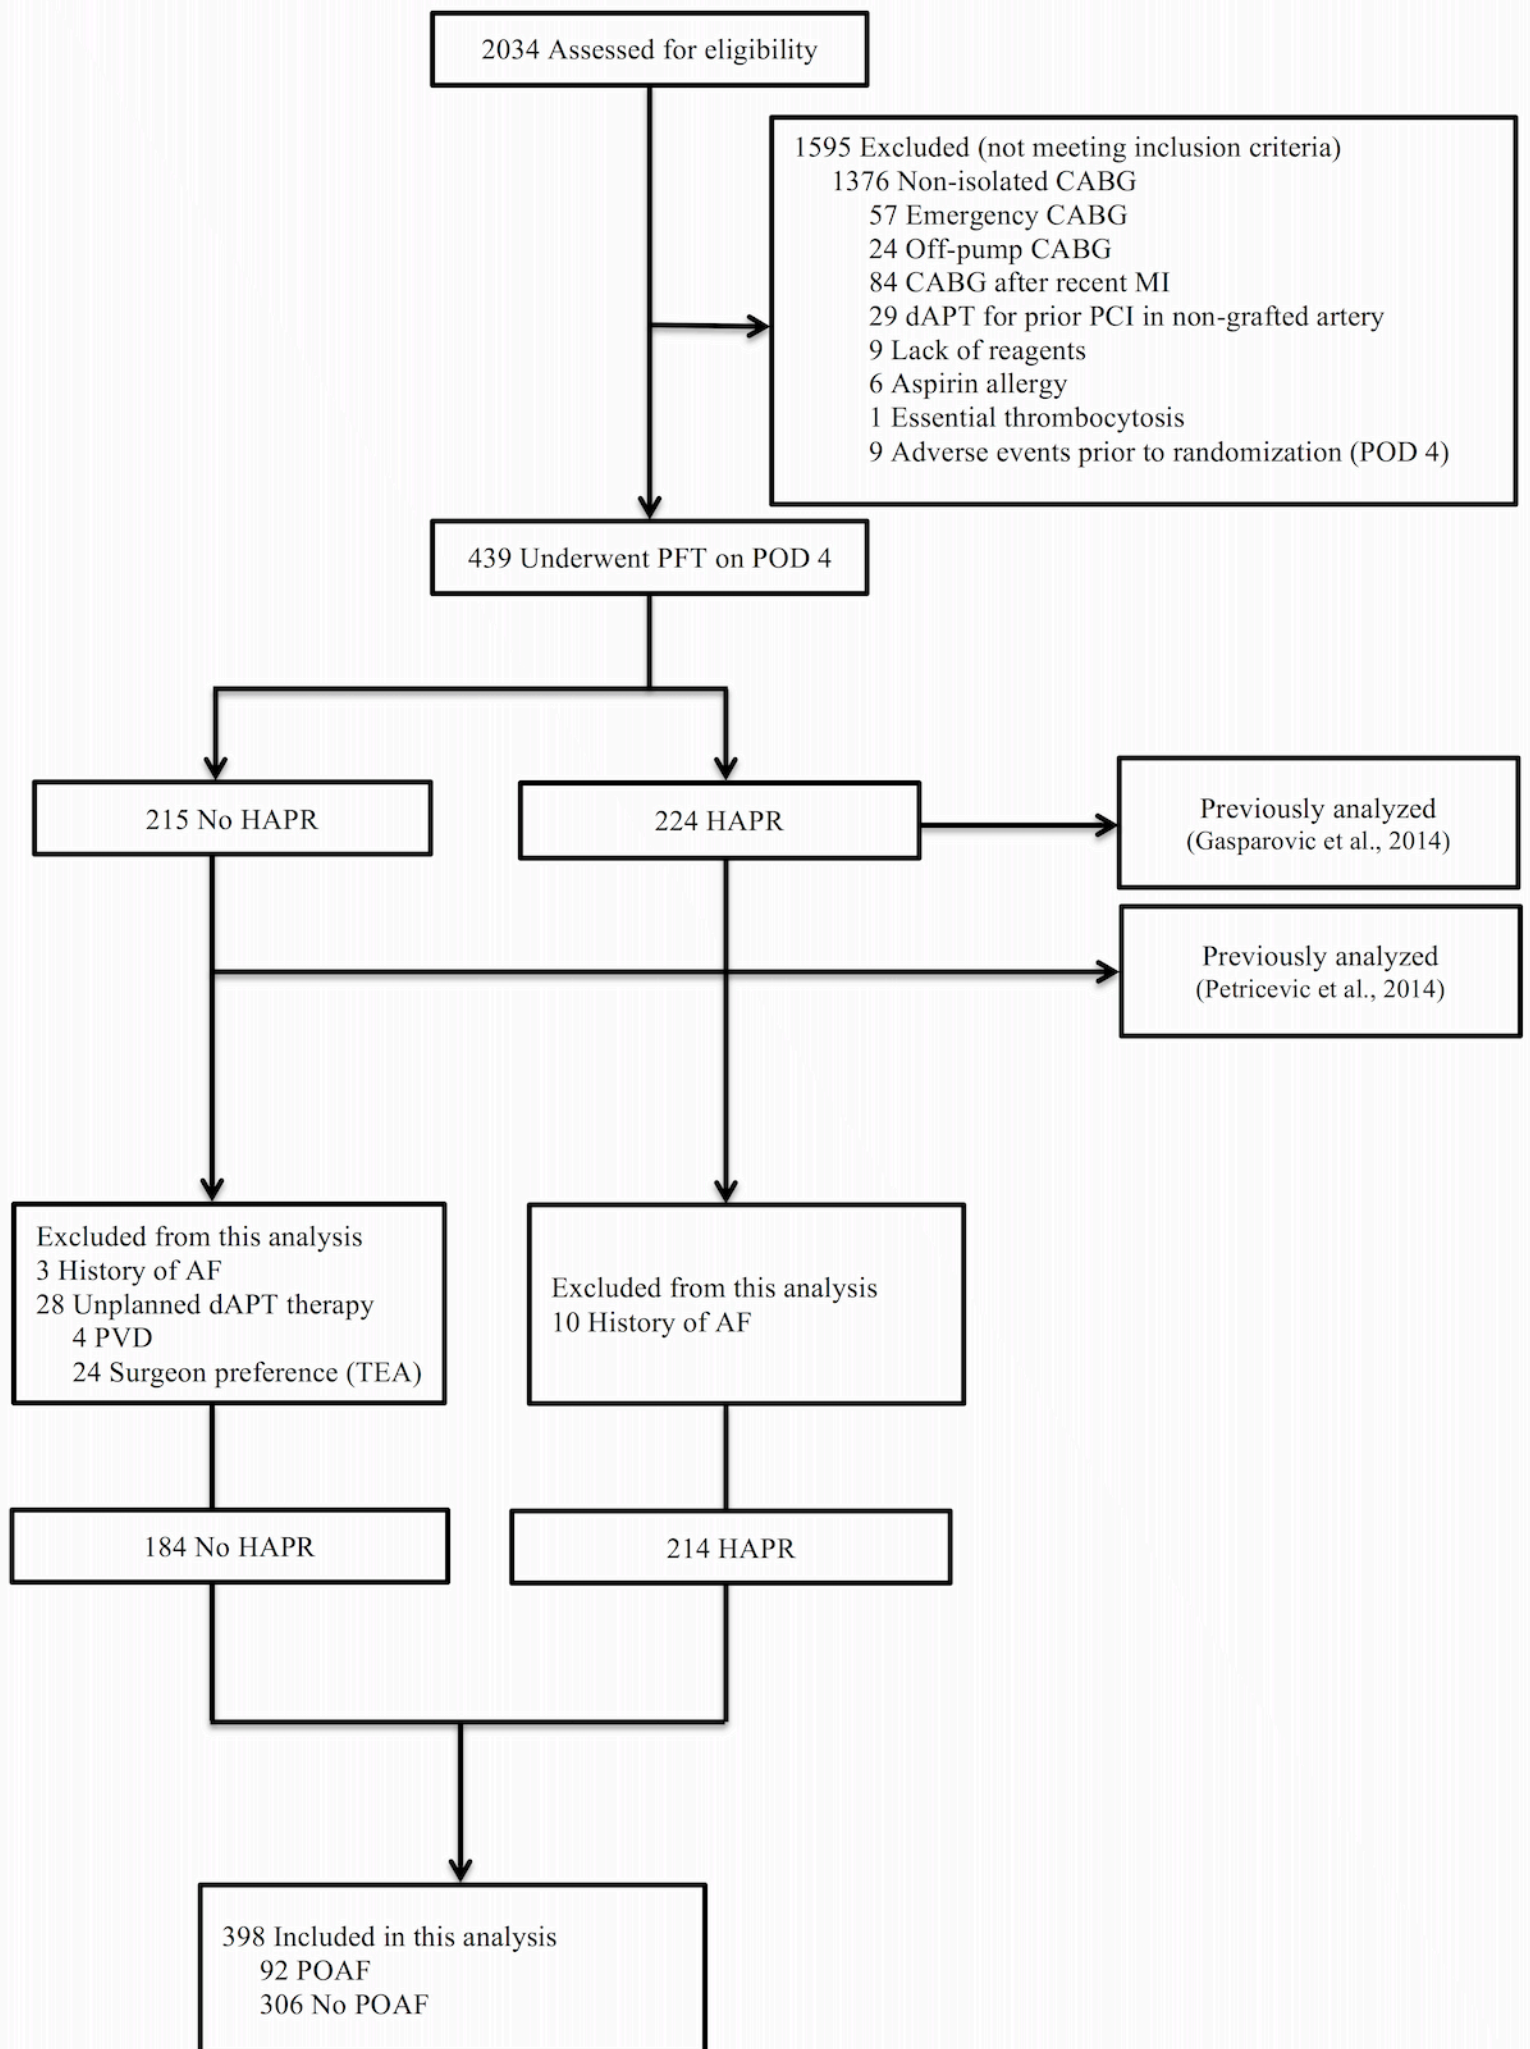 2034 Assessed for eligibility
1595 Excluded (not meeting inclusion criteria)
1376 Non-isolated CABG
57 Emergency CABG
24 Off-pump CABG
84 CABG after recent MI
29 dAPT for prior PCI in non-grafted artery
9 Lack of reagents
6 Aspirin allergy
1 Essential thrombocytosis
9 Adverse events prior to randomization (POD 4)
439 Underwent PFT on POD 4
215 No HAPR
224 HAPR
Previously analyzed
(Gasparovic et al., 2014)
Previously analyzed
(Petricevic et al., 2014)
Excluded from this analysis
3 History of AF
28 Unplanned dAPT therapy
4 PVD
24 Surgeon preference (TEA)
Excluded from this analysis
10 History of AF
184 No HAPR
214 HAPR
398 Included in this analysis
92 POAF
306 No POAF